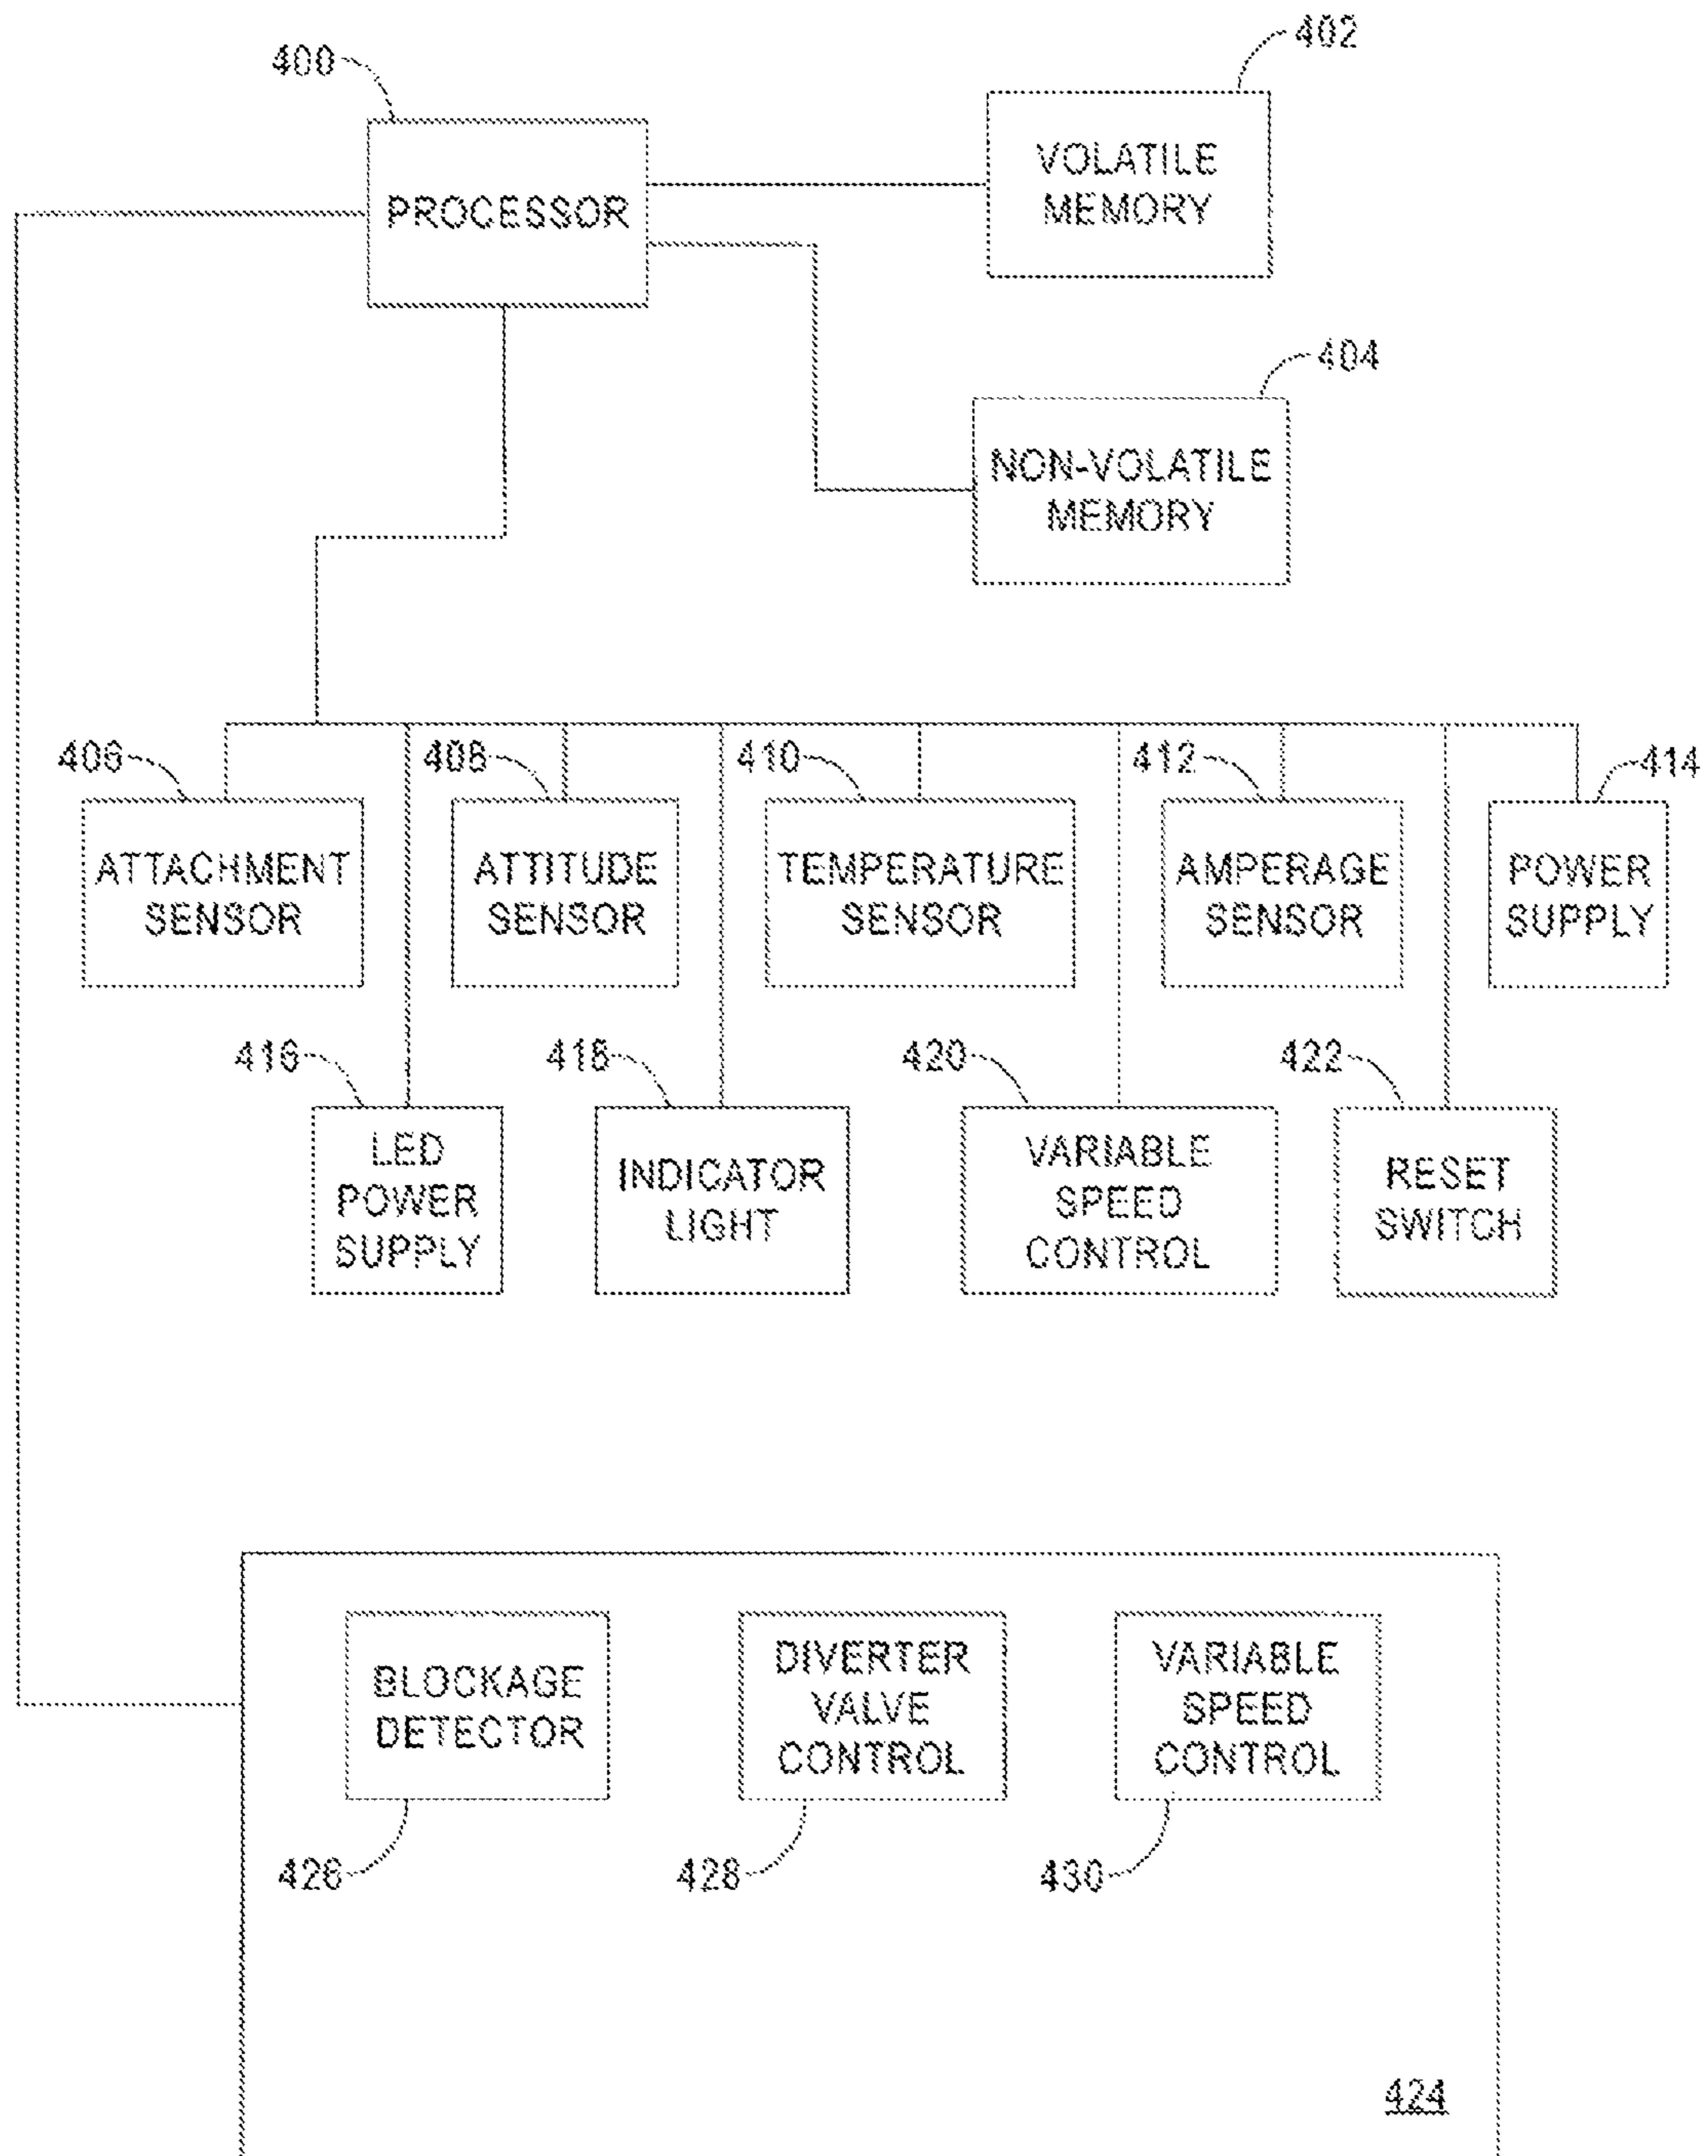 400
402
PROCESSOR
VOLATILE
MEMORY
404
NON-VOLATILE
MEMORY
406
408
410
412
414
ATTACHMENT
SENSOR
ATTITUDE
SENSOR
TEMPERATURE
SENSOR
AMPERAGE
SENSOR
POWER
SUPPLY
416
418
420
422
LED
POWER
SUPPLY
INDICATOR
LIGHT
VARIABLE
SPEED
CONTROL
RESET
SWITCH
BLOCKAGE
DETECTOR
DIVERTER
VALVE
CONTROL
VARIABLE
SPEED
CONTROL
426
428
430
424